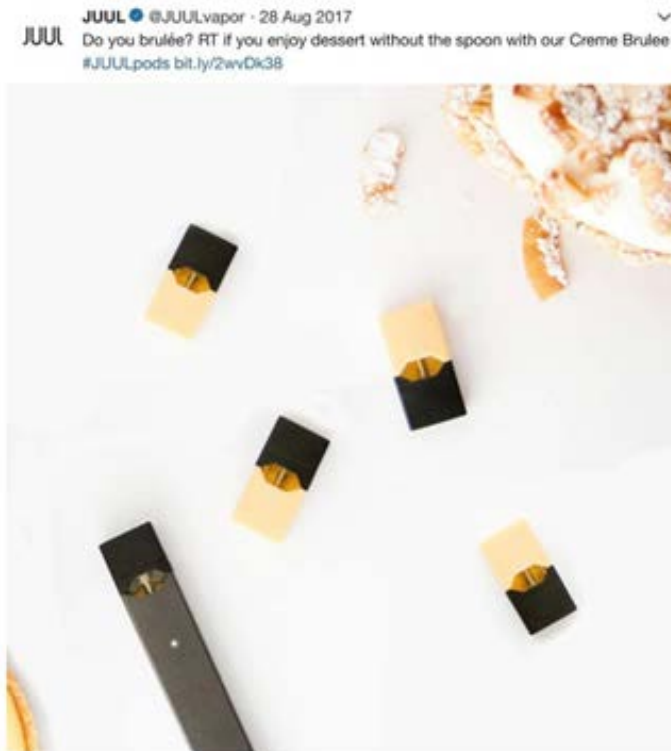 JUUL @JUULvapor · 28 Aug 2017
JUUL
Do you brulée? RT if you enjoy dessert without the spoon with our Creme Brulee
#JUULpods bit.ly/2wvDk38